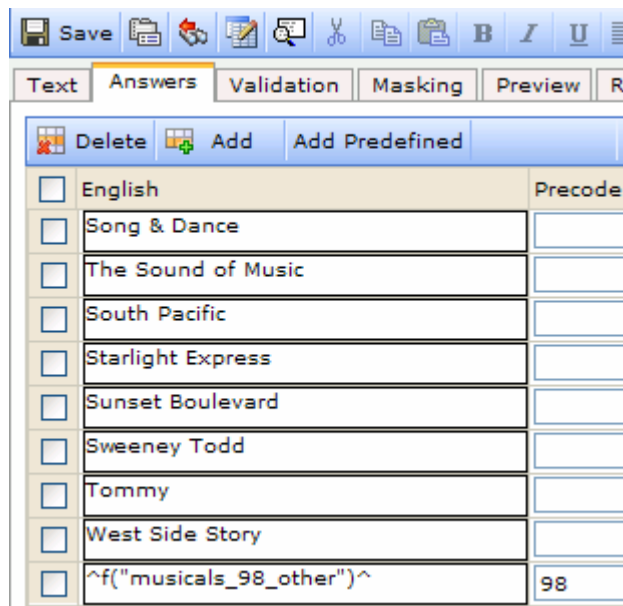 Save B I U
Text Answers Validation Masking Preview R
Delete Add Add Predefined
English Precode
Song & Dance
The Sound of Music
South Pacific
Starlight Express
Sunset Boulevard
Sweeney Todd
Tommy
West Side Story
^f("musicals_98_other")^ 98